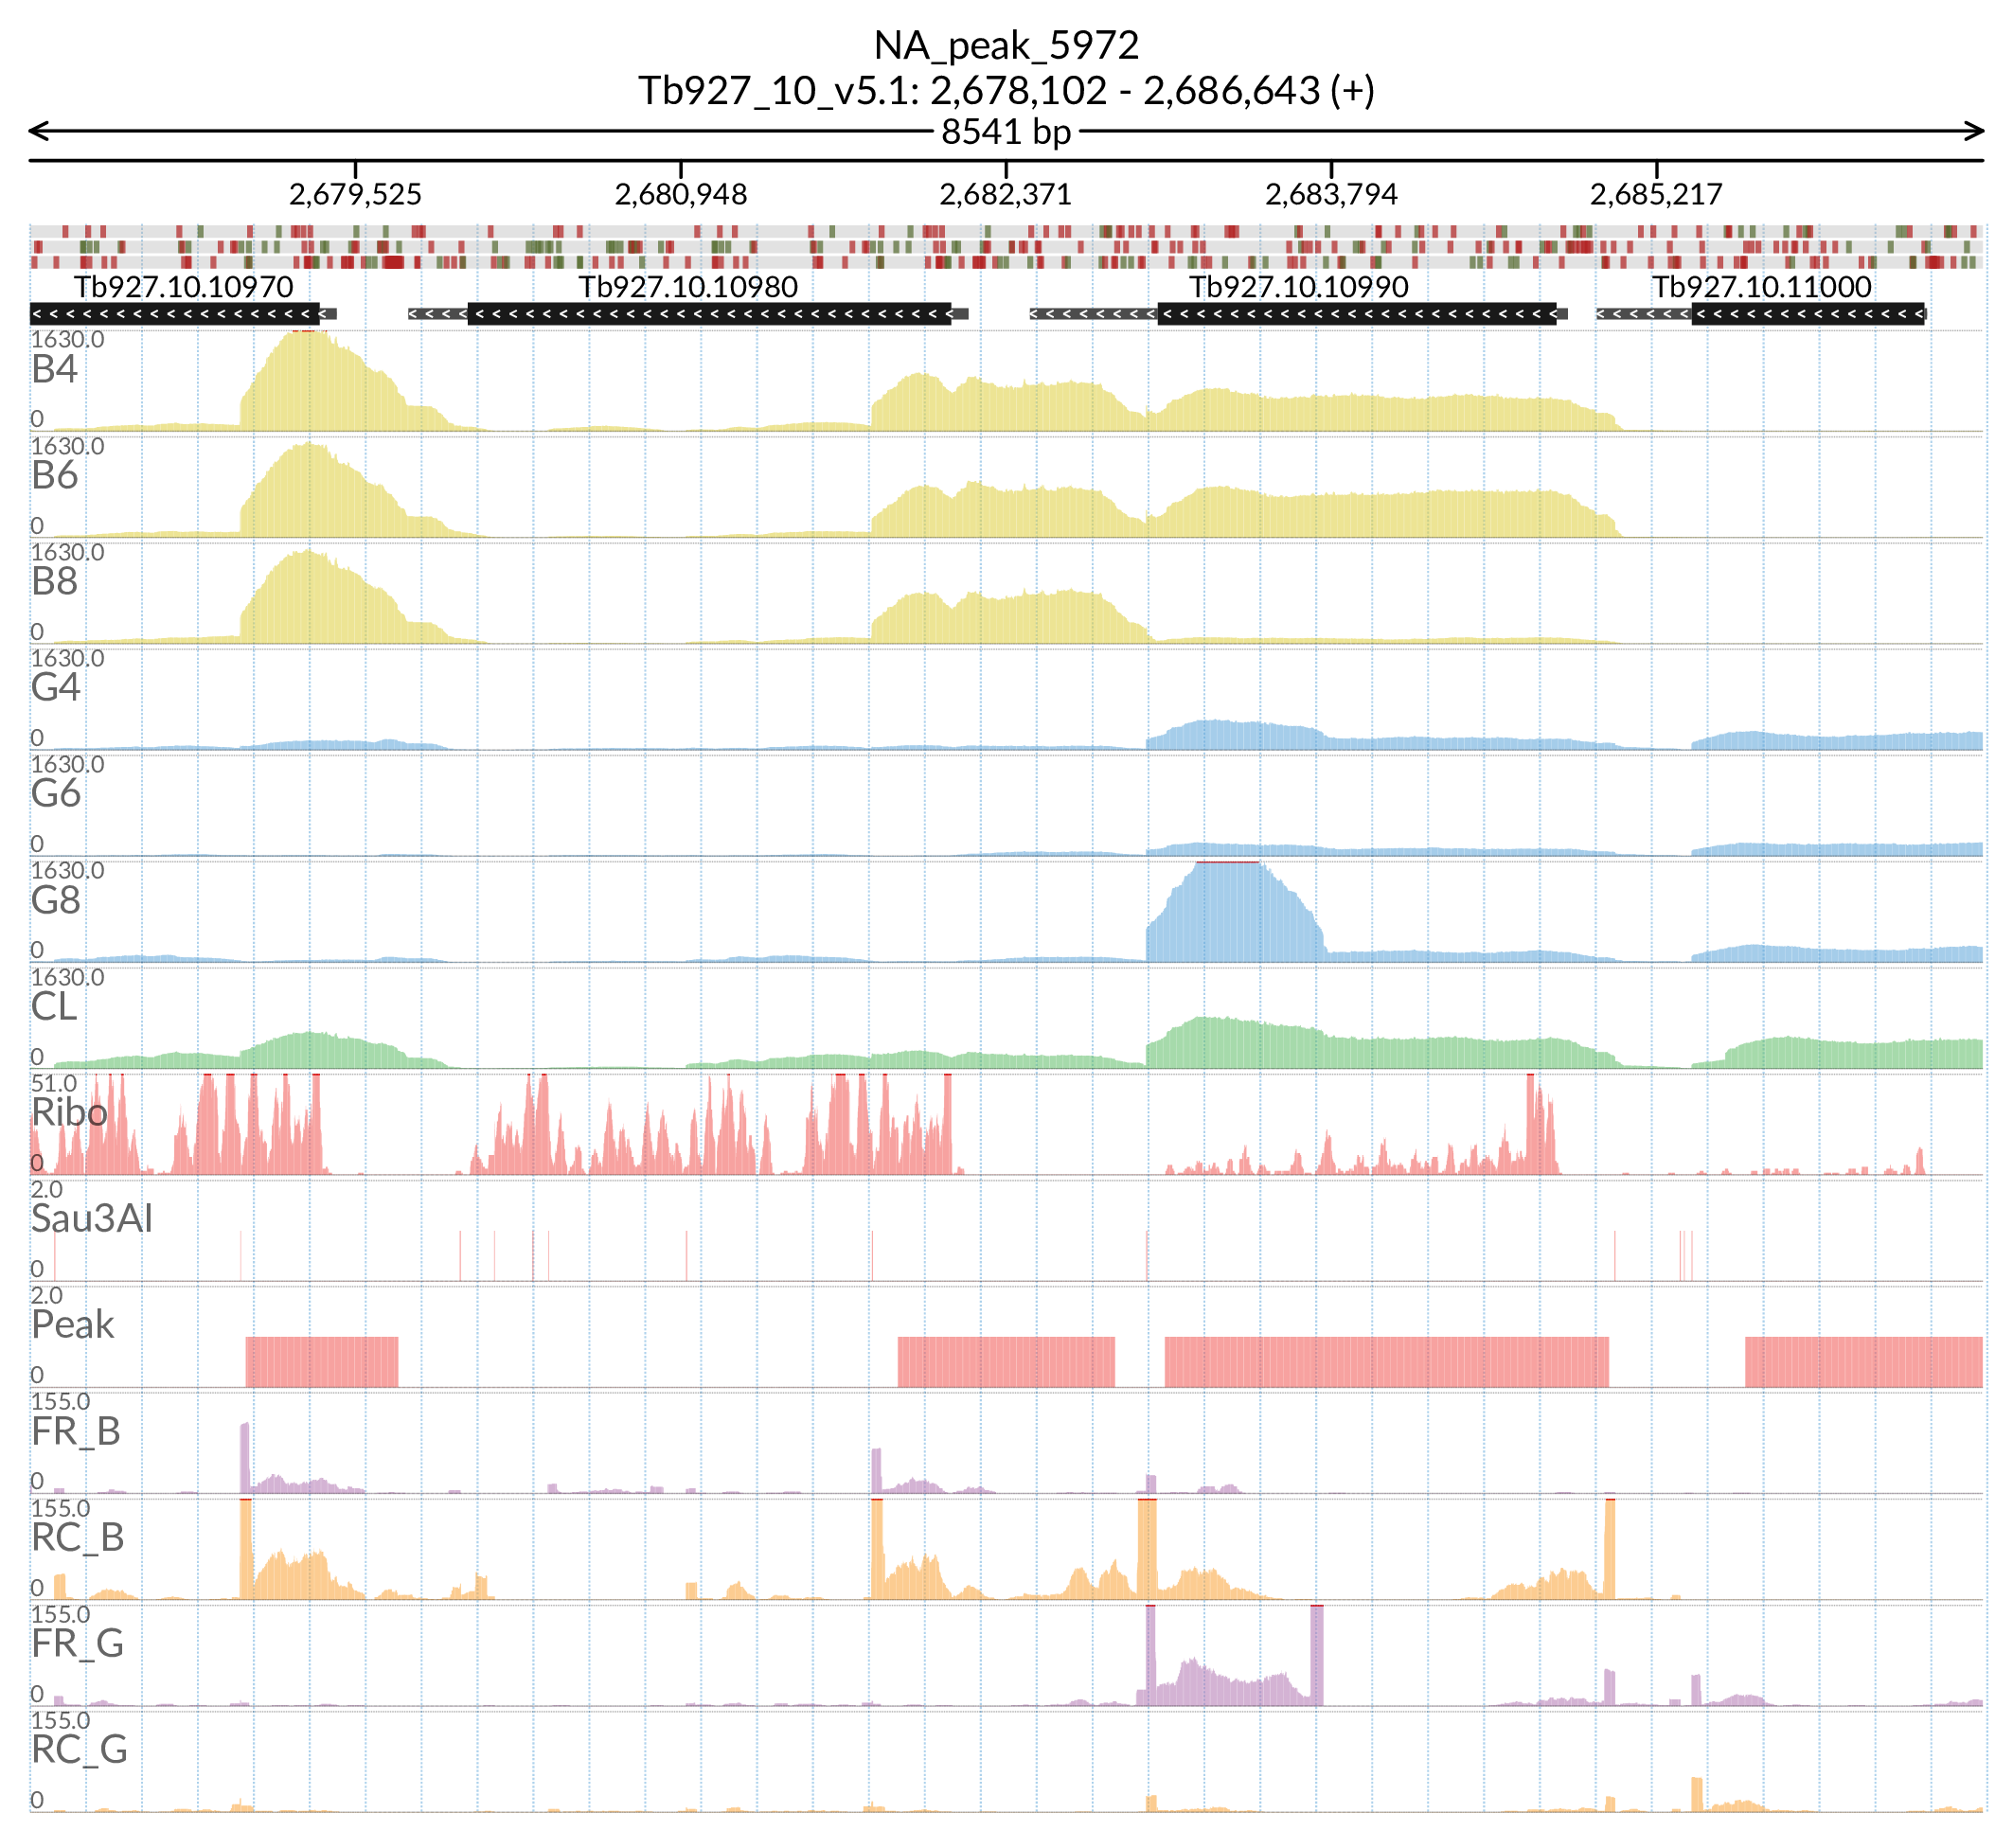 NA_peak_5972
Tb927_10_v5.1: 2,678,102 - 2,686,643 (+)
8541 bp
2,679,525 2,680,948 2,682,371 2,683,794 2,685,217
Tb927.10.10970 Tb927.10.10980 Tb927.10.10990 Tb927.10.11000
1630.0
B4
0
1630.0
B6
0
1630.0
B8
0
1630.0
G4
0
1630.0
G6
0
1630.0
G8
0
1630.0
CL
0
51.0
Ribo
0
2.0
Sau3AI
0
2.0
Peak
0
155.0
FR_B
0
155.0
RC_B
0
155.0
FR_G
0
155.0
RC_G
0